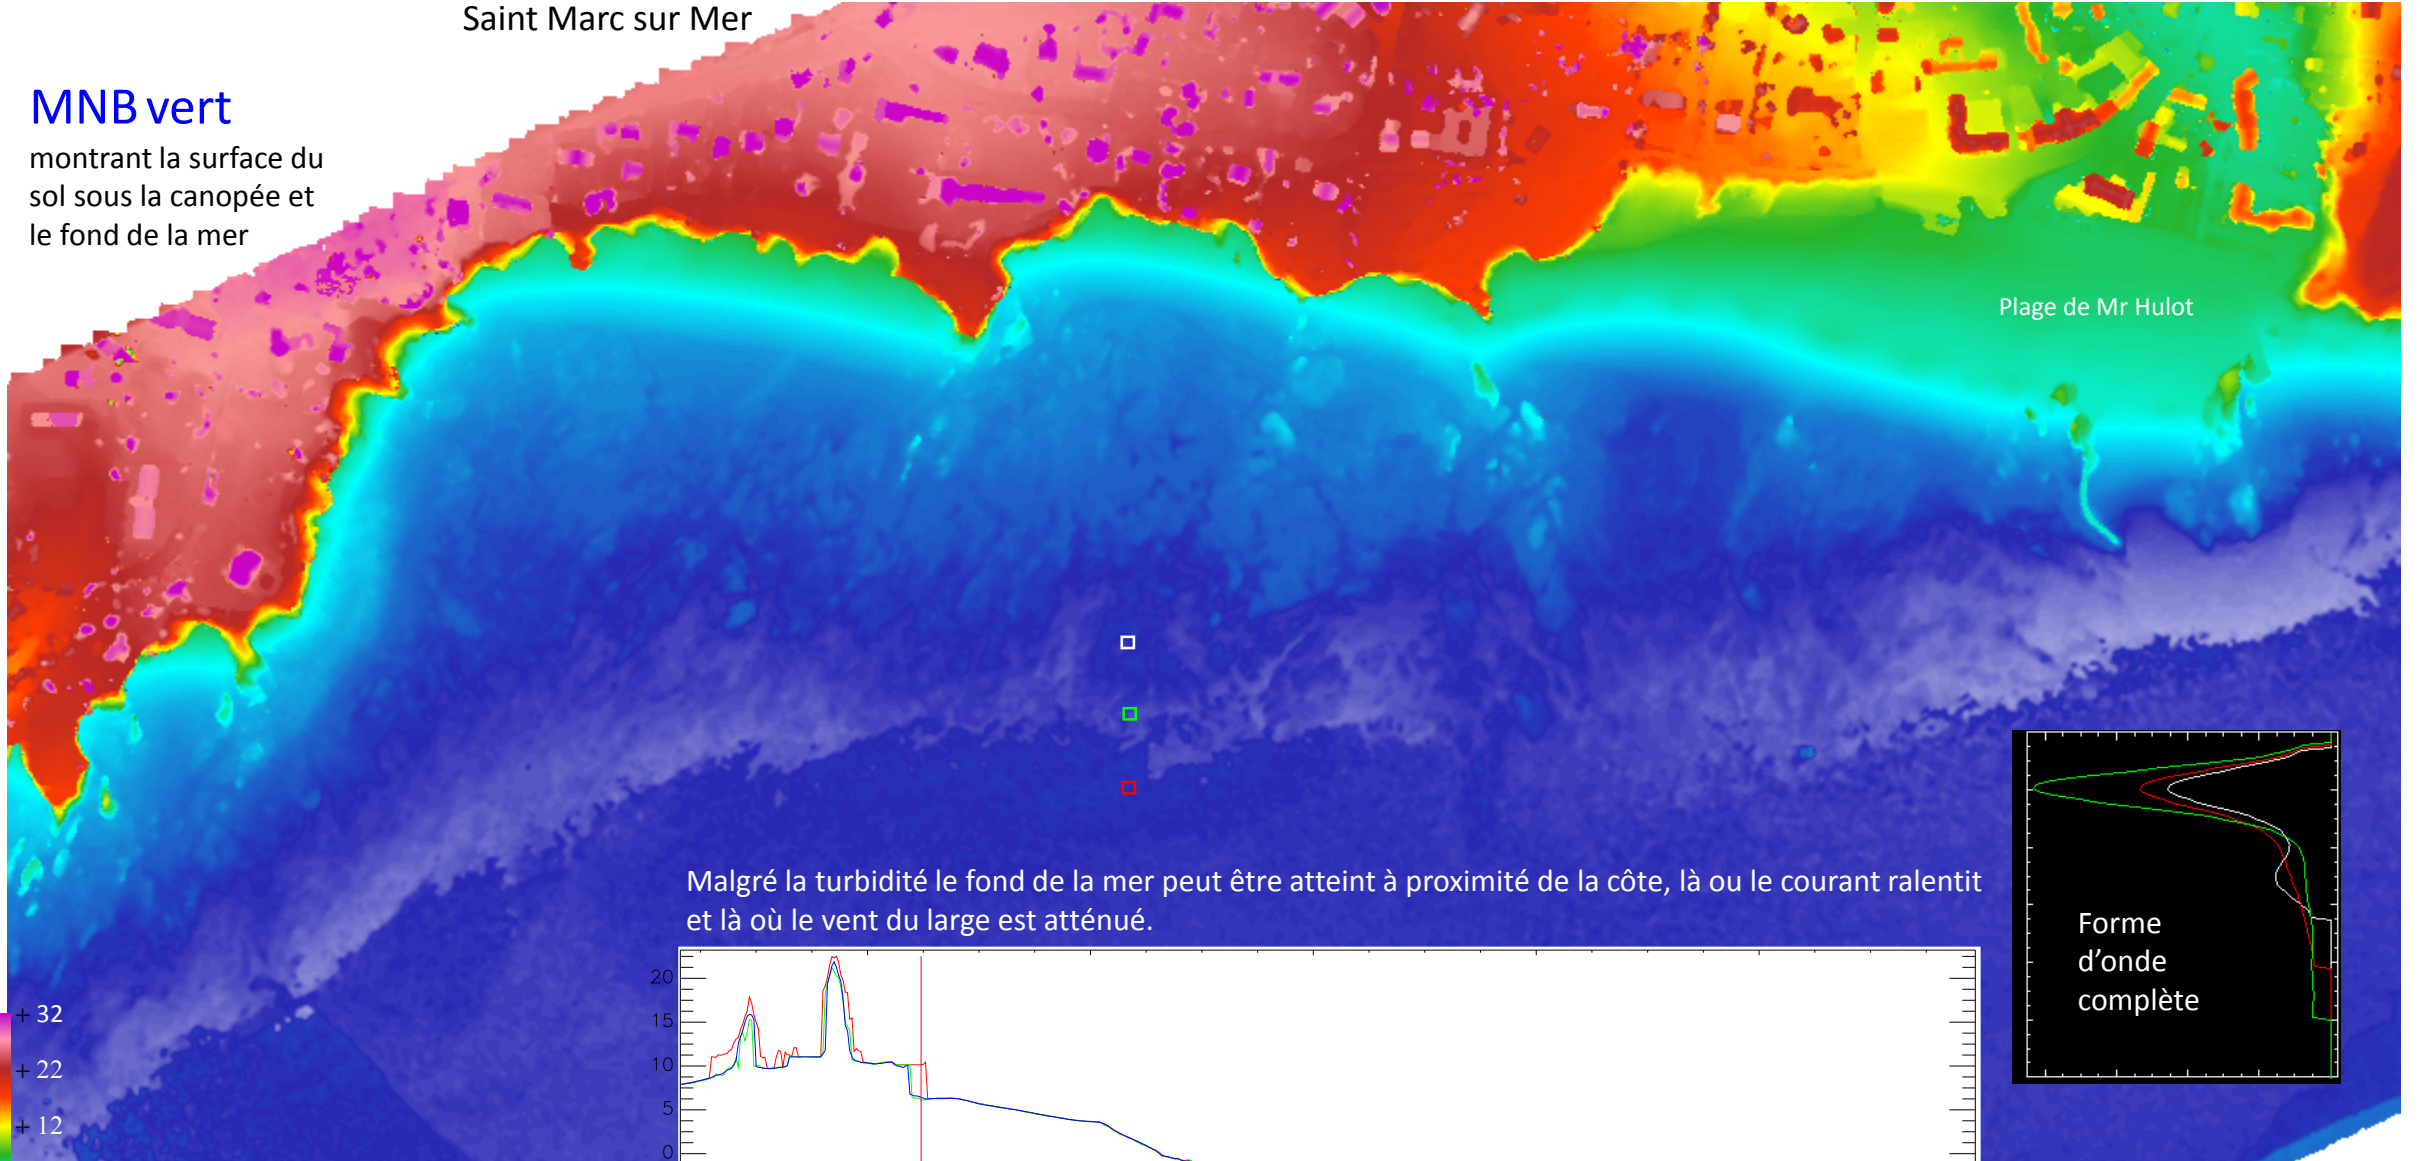 Saint Marc sur Mer
MNB vert
montrant la surface du
sol sous la canopée et
le fond de la mer
Plage de Mr Hulot
Malgré la turbidité le fond de la mer peut être atteint à proximité de la côte, là ou le courant ralentit
et là où le vent du large est atténué.
Forme
d'onde
complète
+ 32
+ 22
+ 12
20
15
10
5
0